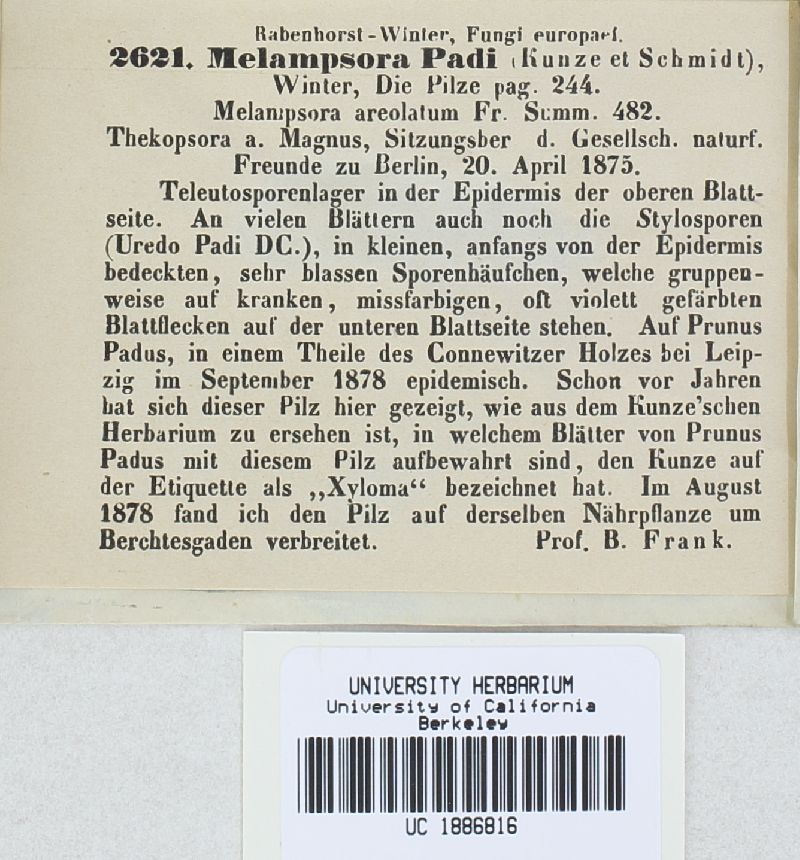 Rabenhorst-Winter, Fungi europaei.
2621. Melampsora Padi (Kunze et Schmidt),
Winter, Die Pilze pag. 244.
Melampsora areolatum Fr. Summ. 482.
Thekopsora a. Magnus, Sitzungsber d. Gesellsch. naturf.
Freunde zu Berlin, 20. April 1875.
Teleutosporenlager in der Epidermis der oberen Blatt-
seite. An vielen Blättern auch noch die Stylosporen
(Uredo Padi DC.), in kleinen, anfangs von der Epidermis
bedeckten, sehr blassen Sporenhäufchen, welche gruppen-
weise auf kranken, missfarbigen, oft violett gefärbten
Blattflecken auf der unteren Blattseite stehen. Auf Prunus
Padus, in einem Theile des Connewitzer Holzes bei Leip-
zig im September 1878 epidemisch. Schon vor Jahren
hat sich dieser Pilz hier gezeigt, wie aus dem Kunze'schen
Herbarium zu ersehen ist, in welchem Blätter von Prunus
Padus mit diesem Pilz aufbewahrt sind, den Kunze auf
der Etiquette als „Xyloma“ bezeichnet hat. Im August
1878 fand ich den Pilz auf derselben Nährpflanze um
Berchtesgaden verbreitet. Prof. B. Frank.
UNIVERSITY HERBARIUM
University of California
Berkeley
UC 1886816